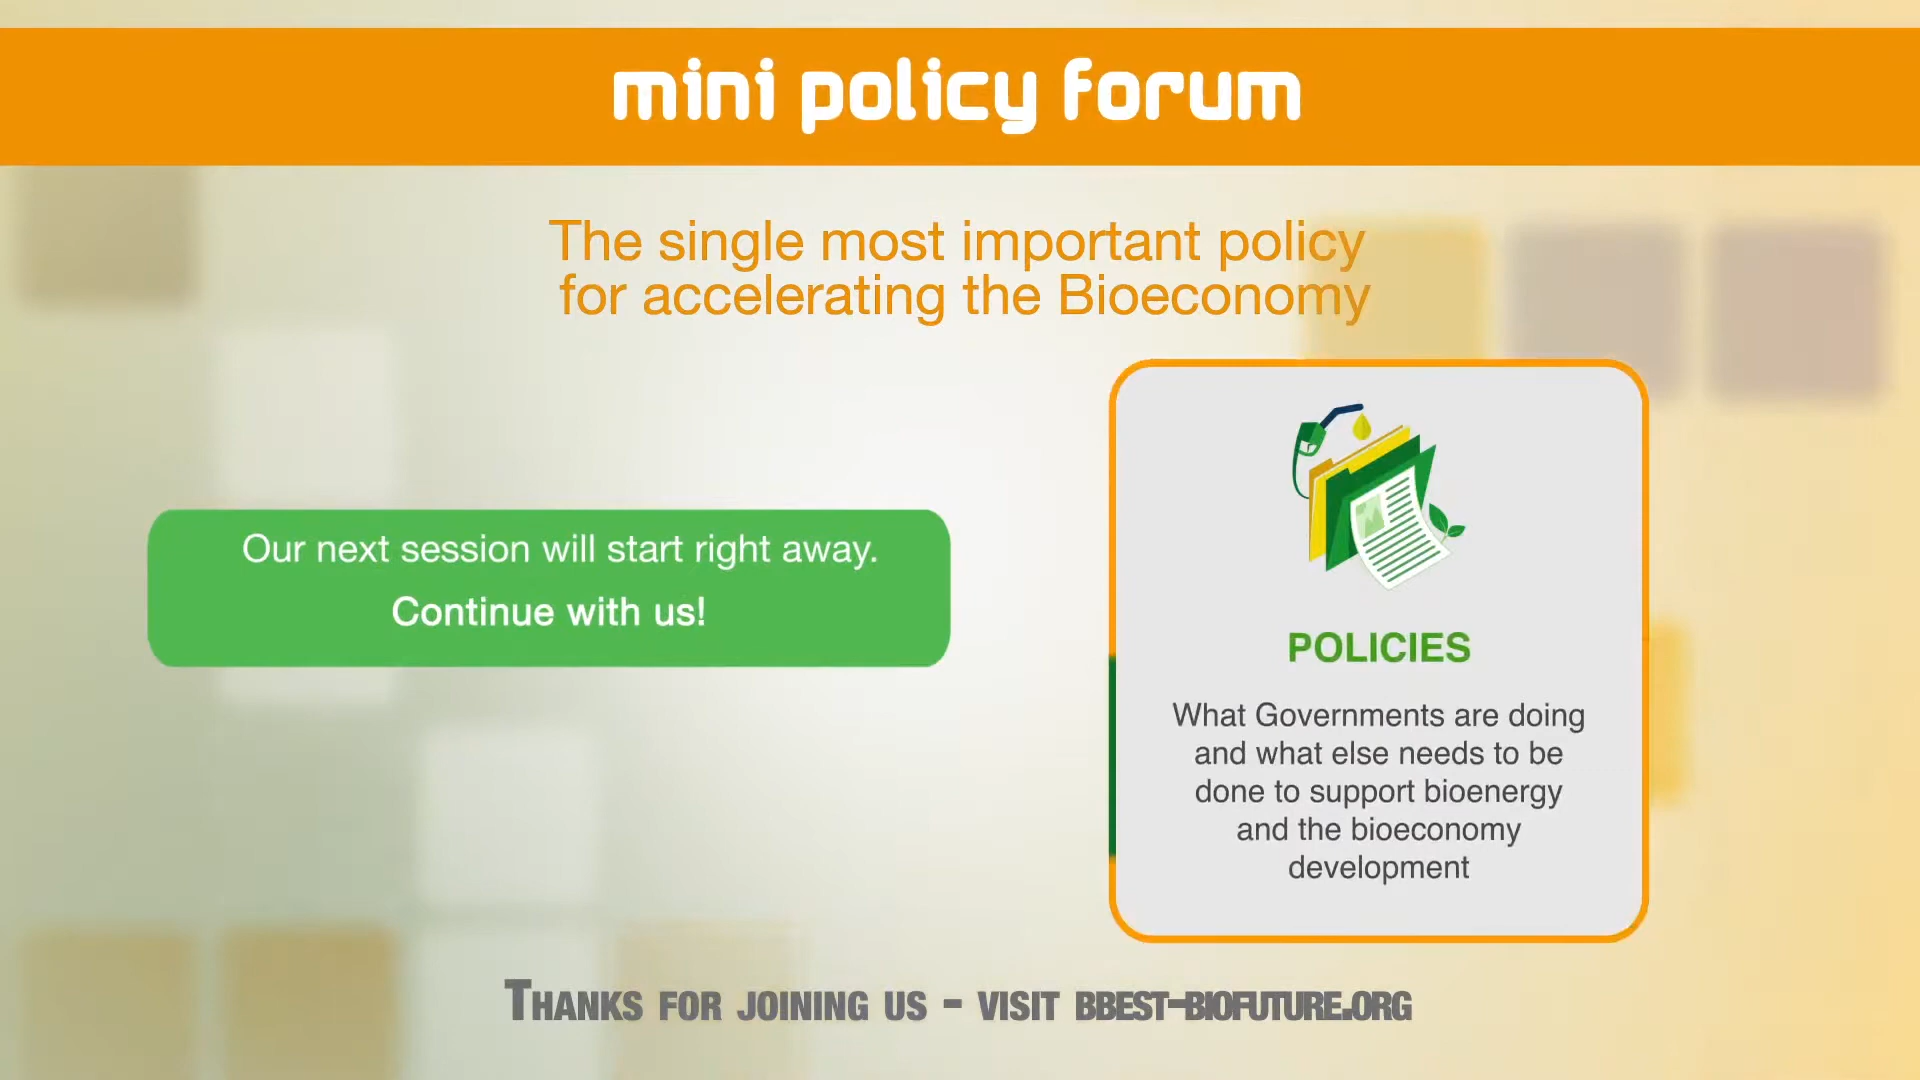 mini policy forum
The single most important policy
for accelerating the Bioeconomy
Our next session will start right away.
Continue with us!
POLICIES
What Governments are doing
and what else needs to be
done to support bioenergy
and the bioeconomy
development
THANKS FOR JOINING US - VISIT BBEST-BIOFUTURE.ORG